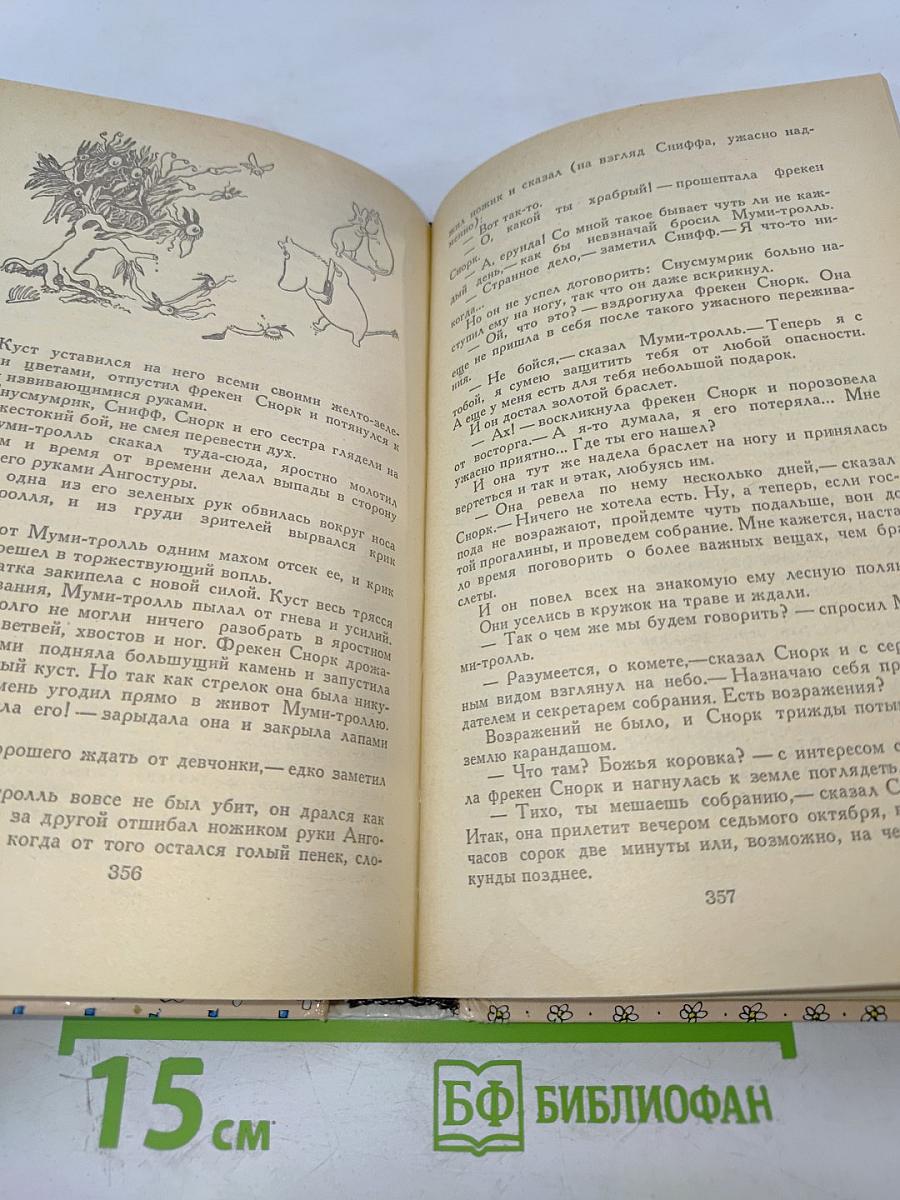 Куст уставился на него всеми своими желто-зеле-
и цветами, отпустил фрекен Снорк и потянулся к
извивающимися руками.
Снусмумрик, Снифф, Снорк и его сестра глядели на
жестокий бой, не смея перевести дух.
уми-тролль скакал туда-сюда, яростно молотил
м и время от времени делал выпады в сторону
его руками Ангостуры.
одна из его зеленых рук обвилась вокруг носа
ролля, и из груди зрителей вырвался крик
от Муми-тролль одним махом отсек ее, и крик
решел в торжествующий вопль.
атка закипела с новой силой. Куст весь трясся
вания, Муми-тролль пылал от гнева и усилий.
олго не могли ничего разобрать в яростном
ветвей, хвостов и ног. Фрекен Снорк дрожа-
ми подняла большущий камень и запустила
ый куст. Но так как стрелок она была нику-
мень угодил прямо в живот Муми-троллю.
ла его! — зарыдала она и закрыла лапами
орошего ждать от девчонки,— едко заметил
ролль вовсе не был убит, он дрался как
за другой отшибал ножиком руки Анго-
когда от того остался голый пенек, сло-
356
жил ножик и сказал (на взгляд Сниффа, ужасно над-
менно):
— Вот так-то.
— О, какой ты храбрый! — прошептала фрекен
Снорк.
— А, ерунда! Со мной такое бывает чуть ли не каж-
дый день,— как бы невзначай бросил Муми-тролль.
— Странное дело,— заметил Снифф.— Я что-то ни-
когда...
Но он не успел договорить: Снусмумрик больно на-
ступил ему на ногу, так что он даже вскрикнул.
— Ой, что это? — вздрогнула фрекен Снорк. Она
еще не пришла в себя после такого ужасного пережива-
ния.
— Не бойся,— сказал Муми-тролль.— Теперь я с
тобой, я сумею защитить тебя от любой опасности.
А еще у меня есть для тебя небольшой подарок.
И он достал золотой браслет.
— Ах! — воскликнула фрекен Снорк и порозовела
от восторга.— А я-то думала, я его потеряла... Мне
ужасно приятно... Где ты его нашел?
И она тут же надела браслет на ногу и принялась
вертеться и так и этак, любуясь им.
— Она ревела по нему несколько дней,— сказал
Снорк.— Ничего не хотела есть. Ну, а теперь, если гос-
пода не возражают, пройдемте чуть подальше, вон до
той прогалины, и проведем собрание. Мне кажется, наста
ло время поговорить о более важных вещах, чем бра
слеты.
И он повел всех на знакомую ему лесную полян
Они уселись в кружок на траве и ждали.
— Так о чем же мы будем говорить? — спросил М
ми-тролль.
— Разумеется, о комете,—сказал Снорк и с сер
ным видом взглянул на небо.— Назначаю себя пр
дателем и секретарем собрания. Есть возражения?
Возражений не было, и Снорк трижды поты
землю карандашом.
— Что там? Божья коровка? — с интересом с
ла фрекен Снорк и нагнулась к земле поглядеть.
— Тихо, ты мешаешь собранию,— сказал С
Итак, она прилетит вечером седьмого октября, в
часов сорок две минуты или, возможно, на че
кунды позднее.
357
15 см
БФ БИБЛИОФАН